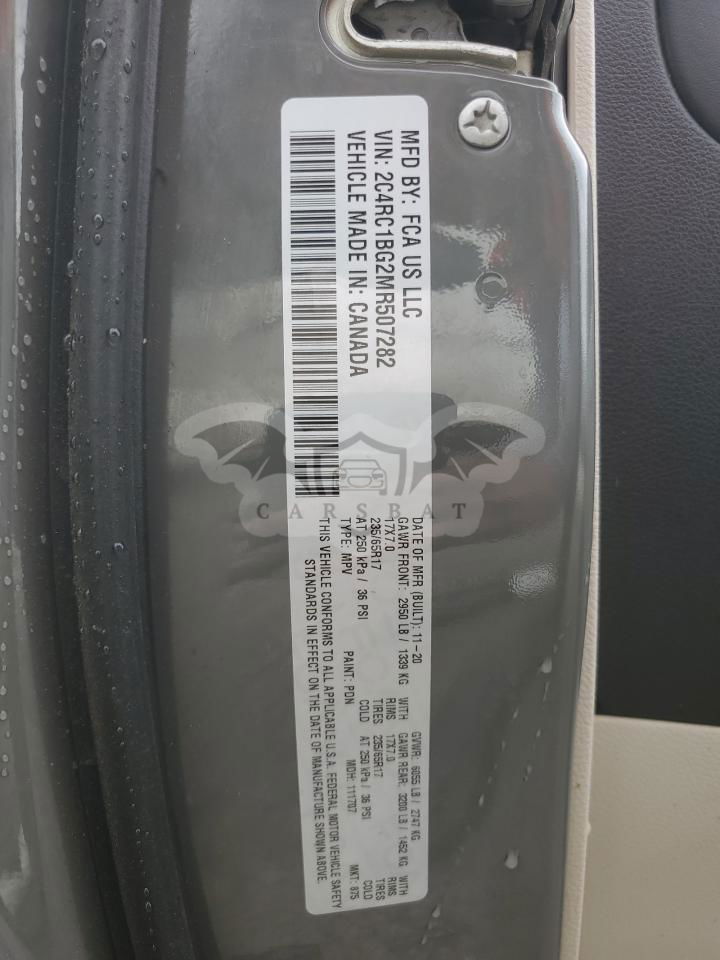 MFD BY: FCA US LLC
VIN: 2C4RC1BG2MR507282
VEHICLE MADE IN: CANADA
DATE OF MFR (BUILT): 11-20 GVWR: 6055 LB / 2747 KG
GAWR FRONT: 2950 LB / 1339 KG WITH GAWR REAR: 3200 LB / 1452 KG WITH
17X7.0 RIMS 17X7.0 RIMS
235/65R17 TIRES 235/65R17 TIRES
AT 250 kPa / 36 PSI COLD AT 250 kPa / 36 PSI COLD
TYPE: MPV PAINT: PDN MDH: 111707 MKT: 875
THIS VEHICLE CONFORMS TO ALL APPLICABLE U.S.A. FEDERAL MOTOR VEHICLE SAFETY
STANDARDS IN EFFECT ON THE DATE OF MANUFACTURE SHOWN ABOVE.
CARSBAT